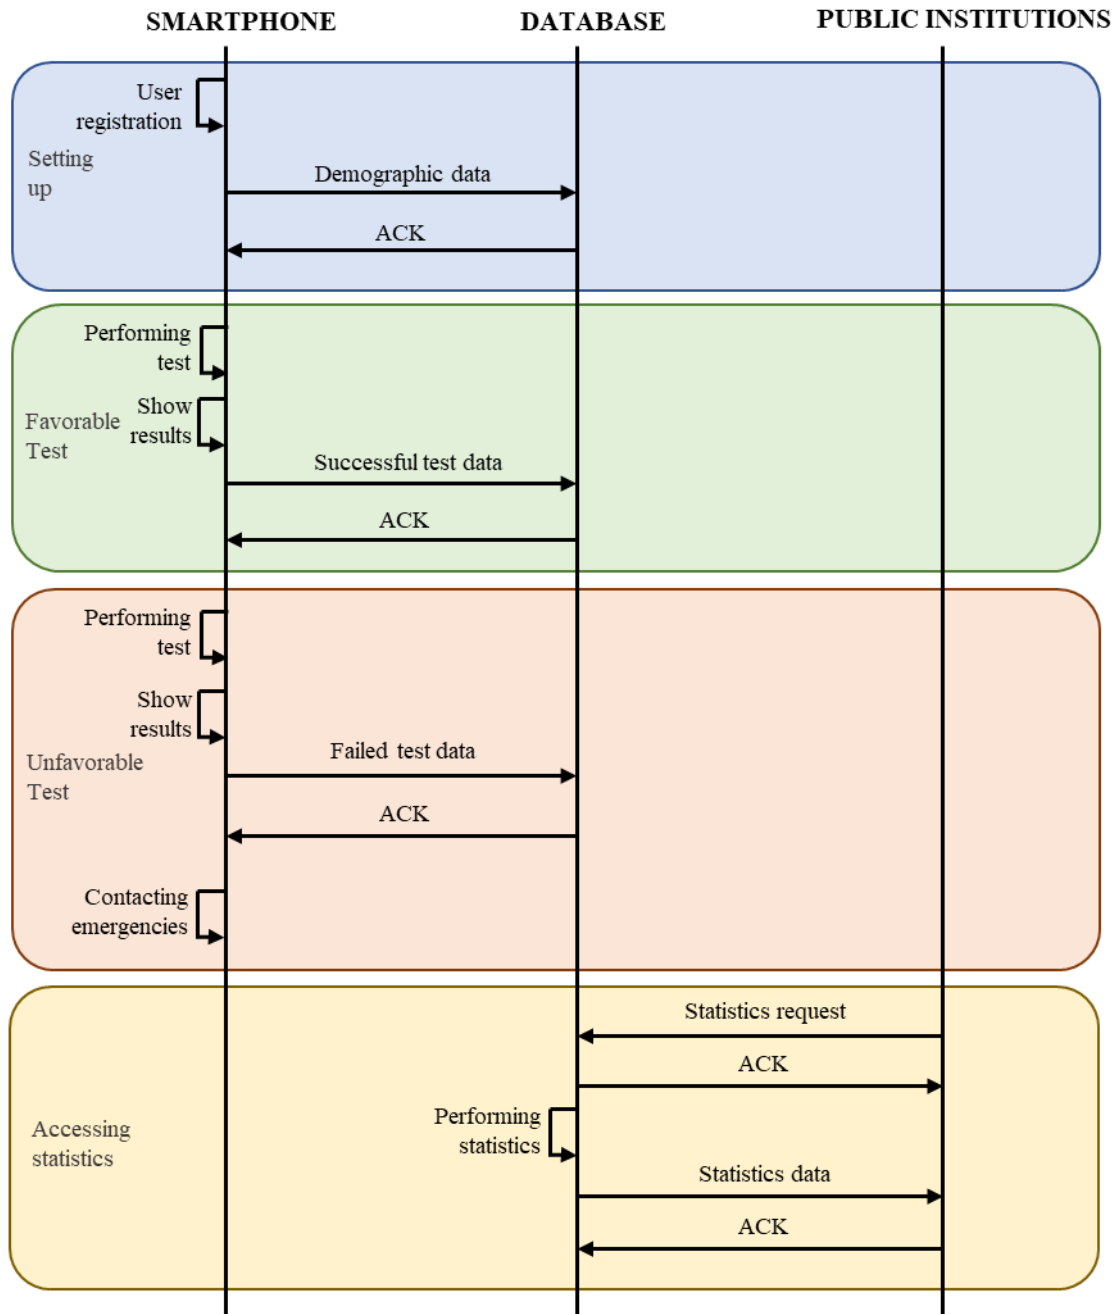 SMARTPHONE
DATABASE
PUBLIC INSTITUTIONS
User
registration
Setting
up
Demographic data
ACK
Performing
test
Show
results
Favorable
Test
Successful test data
ACK
Performing
test
Show
results
Unfavorable
Test
Failed test data
ACK
Contacting
emergencies
Statistics request
ACK
Performing
statistics
Accessing
statistics
Statistics data
ACK